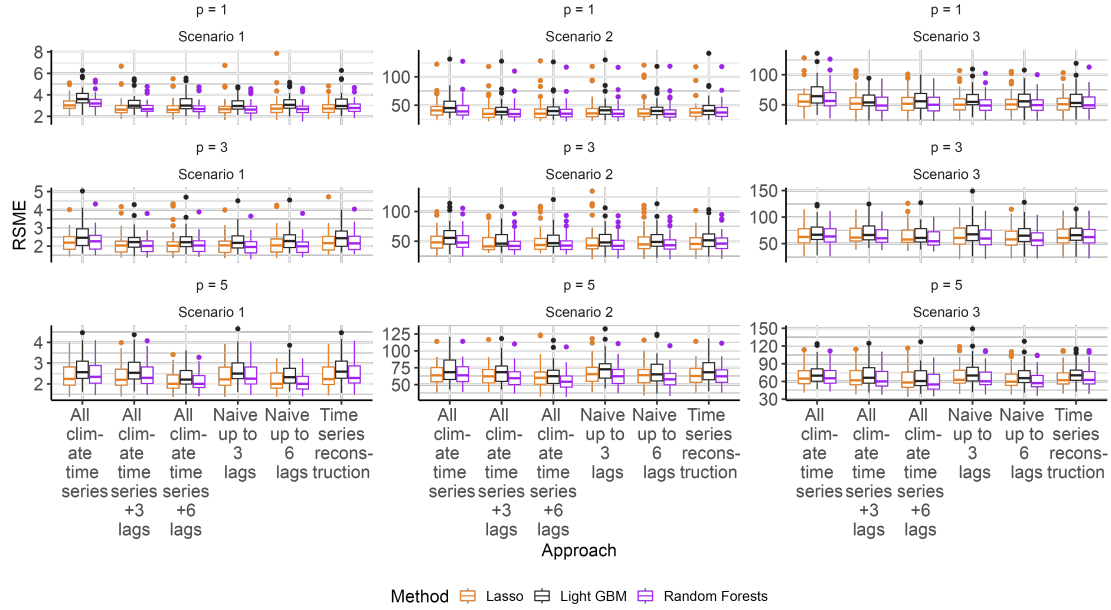 p = 1
p = 1
p = 1
Scenario 1
Scenario 2
Scenario 3
8
6
4
2
100
50
100
50
p = 3
p = 3
p = 3
Scenario 1
Scenario 2
Scenario 3
5
4
3
2
100
50
150
100
50
RSIME
p = 5
p = 5
p = 5
Scenario 1
Scenario 2
Scenario 3
4
3
2
125
100
75
50
150
120
90
60
30
All clim- ate time series
All clim- ate time series +3 lags
All clim- ate time series +6 lags
Naive up to 3 lags
Naive up to 6 lags
Time series recons- truction
All clim- ate time series
All clim- ate time series +3 lags
All clim- ate time series +6 lags
Naive up to 3 lags
Naive up to 6 lags
Time series recons- truction
All clim- ate time series
All clim- ate time series +3 lags
All clim- ate time series +6 lags
Naive up to 3 lags
Naive up to 6 lags
Time series recons- truction
Approach
Method Lasso Light GBM Random Forests